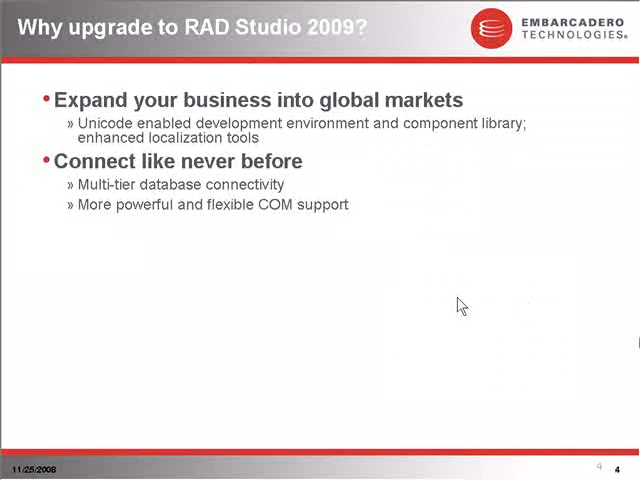 Why upgrade to RAD Studio 2009?
EMBARCADERO
TECHNOLOGIES®
• Expand your business into global markets
» Unicode enabled development environment and component library;
enhanced localization tools
• Connect like never before
» Multi-tier database connectivity
» More powerful and flexible COM support
11/25/2008
4
4